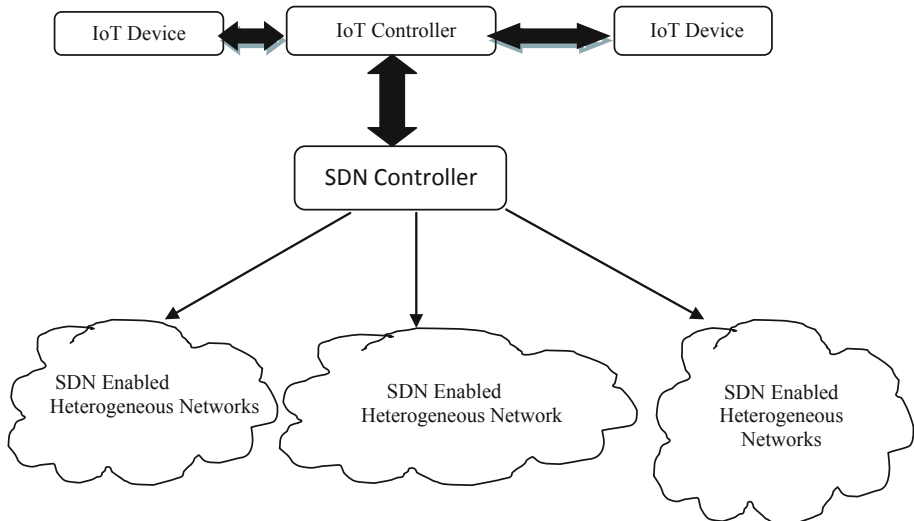 IoT Device
IoT Controller
IoT Device
SDN Controller
SDN Enabled
Heterogeneous Networks
SDN Enabled
Heterogeneous Network
SDN Enabled
Heterogeneous
Networks